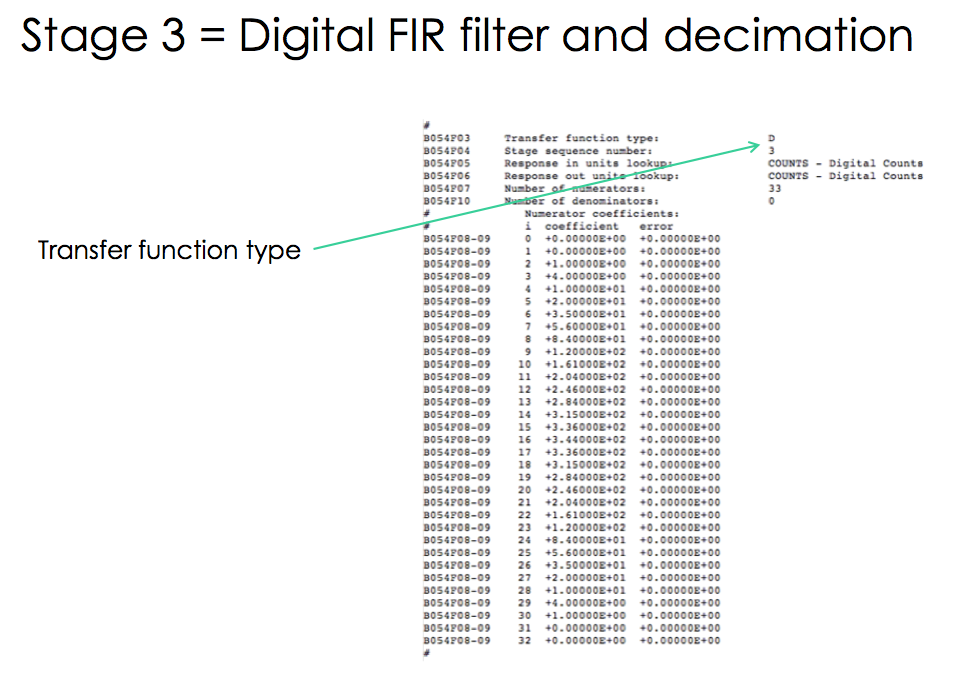 Stage 3 = Digital FIR filter and decimation
#
B054F03 Transfer function type: D
B054F04 Stage sequence number: 3
B054F05 Response in units lookup: COUNTS - Digital Counts
B054F06 Response out units lookup: COUNTS - Digital Counts
B054F07 Number of numerators: 33
B054F10 Number of denominators: 0
# Numerator coefficients:
# i coefficient error
Transfer function type
B054F08-09 0 +0.00000E+00 +0.00000E+00
B054F08-09 1 +0.00000E+00 +0.00000E+00
B054F08-09 2 +1.00000E+00 +0.00000E+00
B054F08-09 3 +4.00000E+00 +0.00000E+00
B054F08-09 4 +1.00000E+01 +0.00000E+00
B054F08-09 5 +2.00000E+01 +0.00000E+00
B054F08-09 6 +3.50000E+01 +0.00000E+00
B054F08-09 7 +5.60000E+01 +0.00000E+00
B054F08-09 8 +8.40000E+01 +0.00000E+00
B054F08-09 9 +1.20000E+02 +0.00000E+00
B054F08-09 10 +1.61000E+02 +0.00000E+00
B054F08-09 11 +2.04000E+02 +0.00000E+00
B054F08-09 12 +2.46000E+02 +0.00000E+00
B054F08-09 13 +2.84000E+02 +0.00000E+00
B054F08-09 14 +3.15000E+02 +0.00000E+00
B054F08-09 15 +3.36000E+02 +0.00000E+00
B054F08-09 16 +3.44000E+02 +0.00000E+00
B054F08-09 17 +3.36000E+02 +0.00000E+00
B054F08-09 18 +3.15000E+02 +0.00000E+00
B054F08-09 19 +2.84000E+02 +0.00000E+00
B054F08-09 20 +2.46000E+02 +0.00000E+00
B054F08-09 21 +2.04000E+02 +0.00000E+00
B054F08-09 22 +1.61000E+02 +0.00000E+00
B054F08-09 23 +1.20000E+02 +0.00000E+00
B054F08-09 24 +8.40000E+01 +0.00000E+00
B054F08-09 25 +5.60000E+01 +0.00000E+00
B054F08-09 26 +3.50000E+01 +0.00000E+00
B054F08-09 27 +2.00000E+01 +0.00000E+00
B054F08-09 28 +1.00000E+01 +0.00000E+00
B054F08-09 29 +4.00000E+00 +0.00000E+00
B054F08-09 30 +1.00000E+00 +0.00000E+00
B054F08-09 31 +0.00000E+00 +0.00000E+00
B054F08-09 32 +0.00000E+00 +0.00000E+00
#